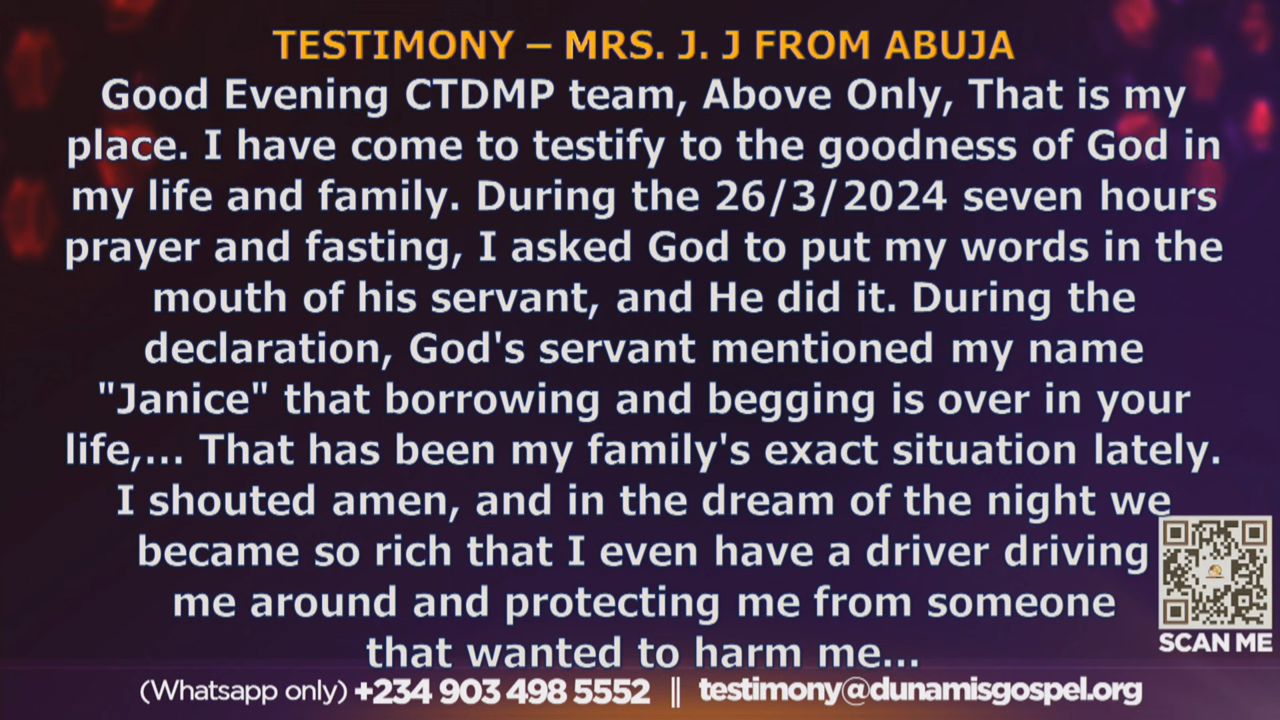 TESTIMONY – MRS. J. J FROM ABUJA
Good Evening CTDMP team, Above Only, That is my
place. I have come to testify to the goodness of God in
my life and family. During the 26/3/2024 seven hours
prayer and fasting, I asked God to put my words in the
mouth of his servant, and He did it. During the
declaration, God's servant mentioned my name
"Janice" that borrowing and begging is over in your
life,... That has been my family's exact situation lately.
I shouted amen, and in the dream of the night we
became so rich that I even have a driver driving
me around and protecting me from someone
that wanted to harm me...
SCAN ME
(Whatsapp only) +234 903 498 5552 || testimony@dunamisgospel.org